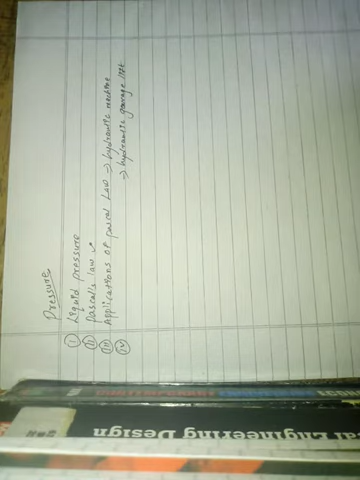 Pressure
(i) Liquid pressure
(ii) Pascal's law ✓
(iii) Applications of pascal Law → hydraulic machine
(iv) → hydraulic garage lift
al Engineering Design